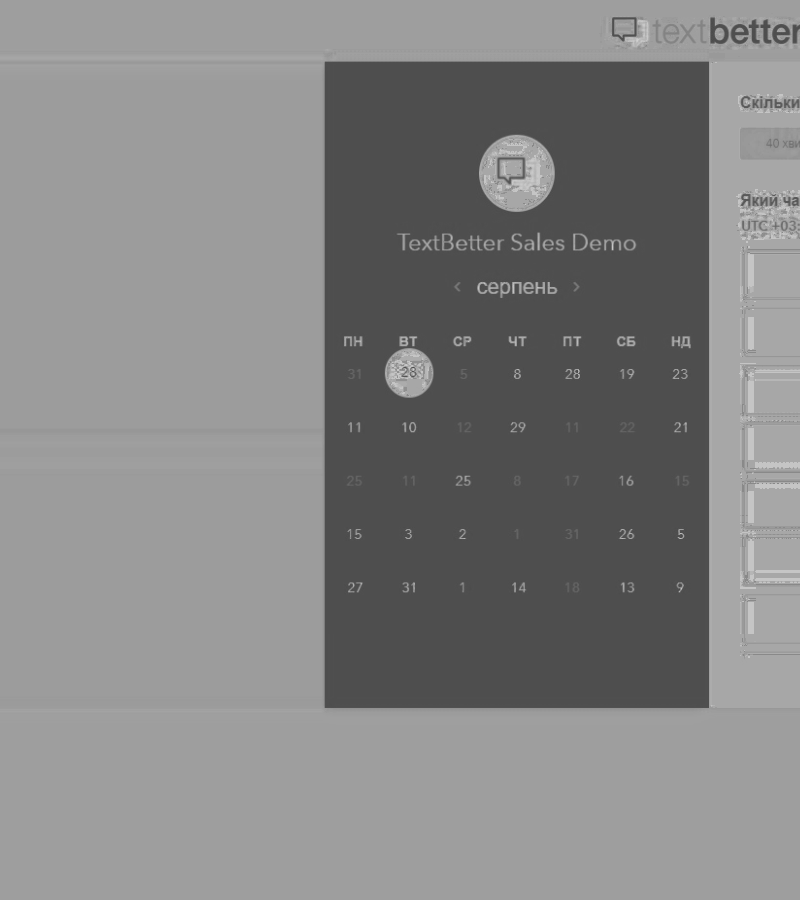 textbetter
Скільки
40 хви
Який ча
UTC +03:
TextBetter Sales Demo
< серпень >
ПН ВТ СР ЧТ ПТ СБ НД
31 28 5 8 28 19 23
11 10 12 29 11 22 21
25 11 25 8 17 16 15
15 3 2 1 31 26 5
27 31 1 14 18 13 9